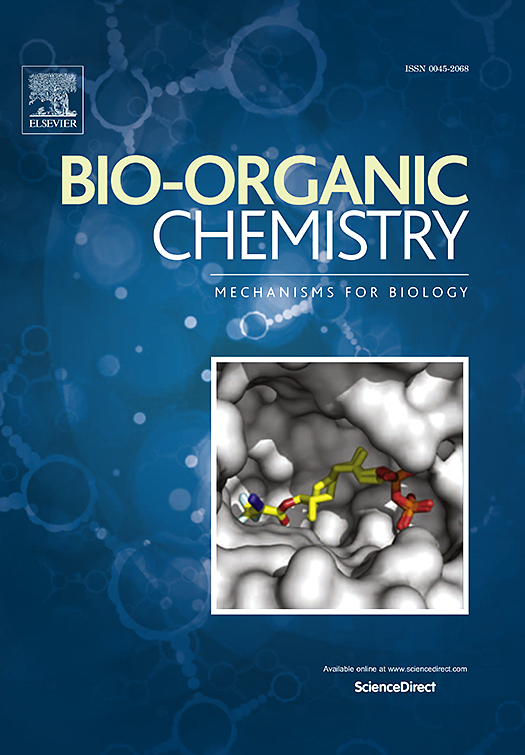 ISSN 0045-2068
ELSEVIER
BIO-ORGANIC
CHEMISTRY
MECHANISMS FOR BIOLOGY
Available online at www.sciencedirect.com
ScienceDirect